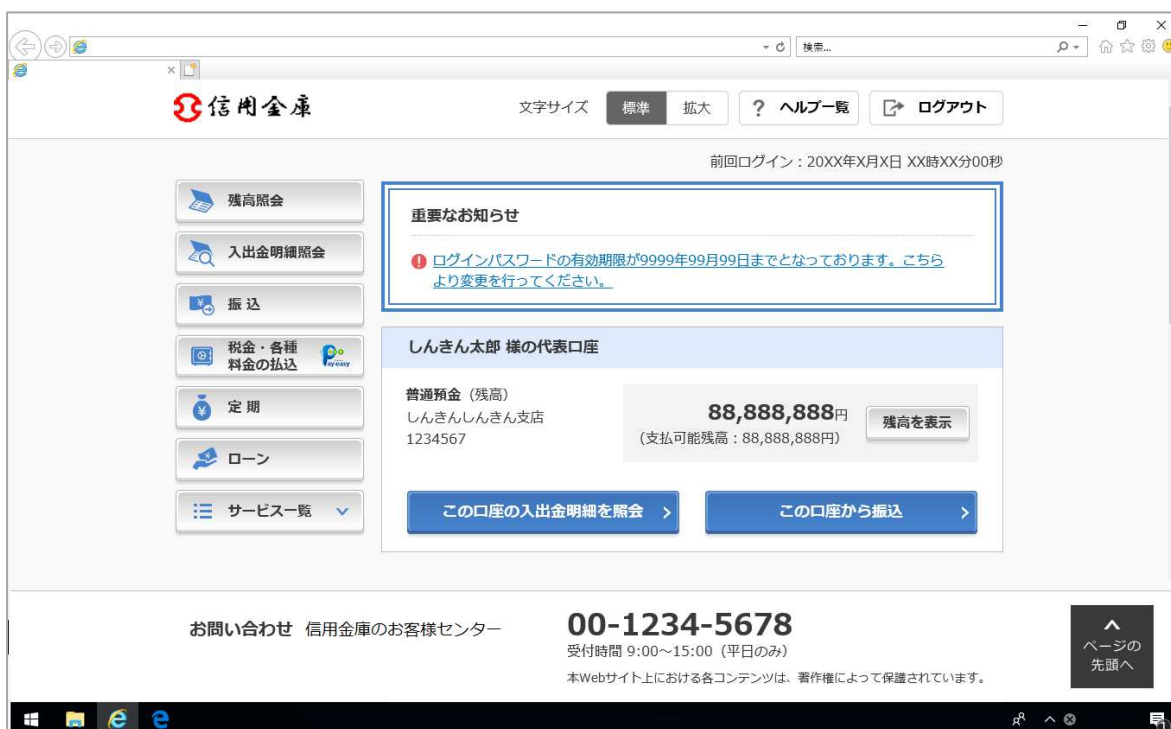 検索...
信用金庫
文字サイズ 標準 拡大 ? ヘルプ一覧 ログアウト
前回ログイン：20XX年X月X日 XX時XX分00秒
残高照会
入出金明細照会
振込
税金・各種
料金の払込
Pay-easy
定期
ローン
サービス一覧
重要なお知らせ
ログインパスワードの有効期限が9999年99月99日までとなっております。こちら
より変更を行ってください。
しんきん太郎 様の代表口座
普通預金（残高）
しんきんしんきん支店
1234567
88,888,888円
（支払可能残高：88,888,888円）
残高を表示
この口座の入出金明細を照会
この口座から振込
お問い合わせ 信用金庫のお客様センター
00-1234-5678
受付時間 9:00～15:00（平日のみ）
本Webサイト上における各コンテンツは、著作権によって保護されています。
ページの
先頭へ